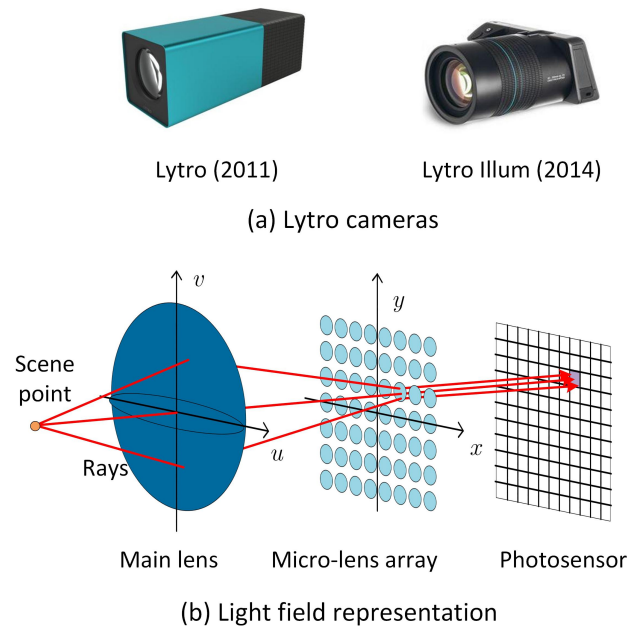 Lytro (2011)
Lytro Illum (2014)
(a) Lytro cameras
v
y
Scene
point
u
x
Rays
Main lens
Micro-lens array
Photosensor
(b) Light field representation